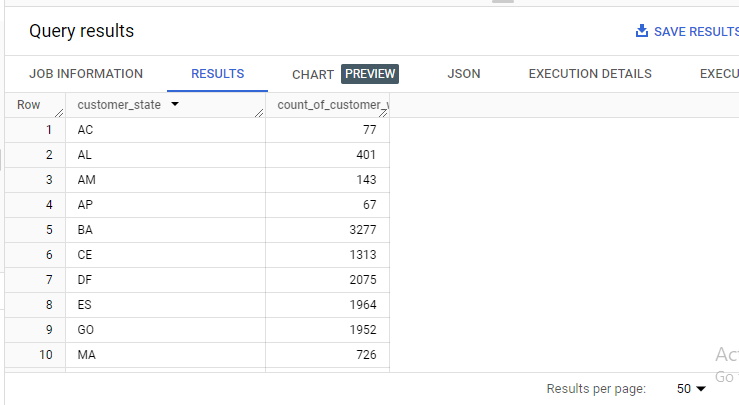 Query results
SAVE RESULTS
JOB INFORMATION RESULTS CHART PREVIEW JSON EXECUTION DETAILS EXECU
Row customer_state count_of_customer_
1 AC 77
2 AL 401
3 AM 143
4 AP 67
5 BA 3277
6 CE 1313
7 DF 2075
8 ES 1964
9 GO 1952
10 MA 726
Go
Results per page: 50